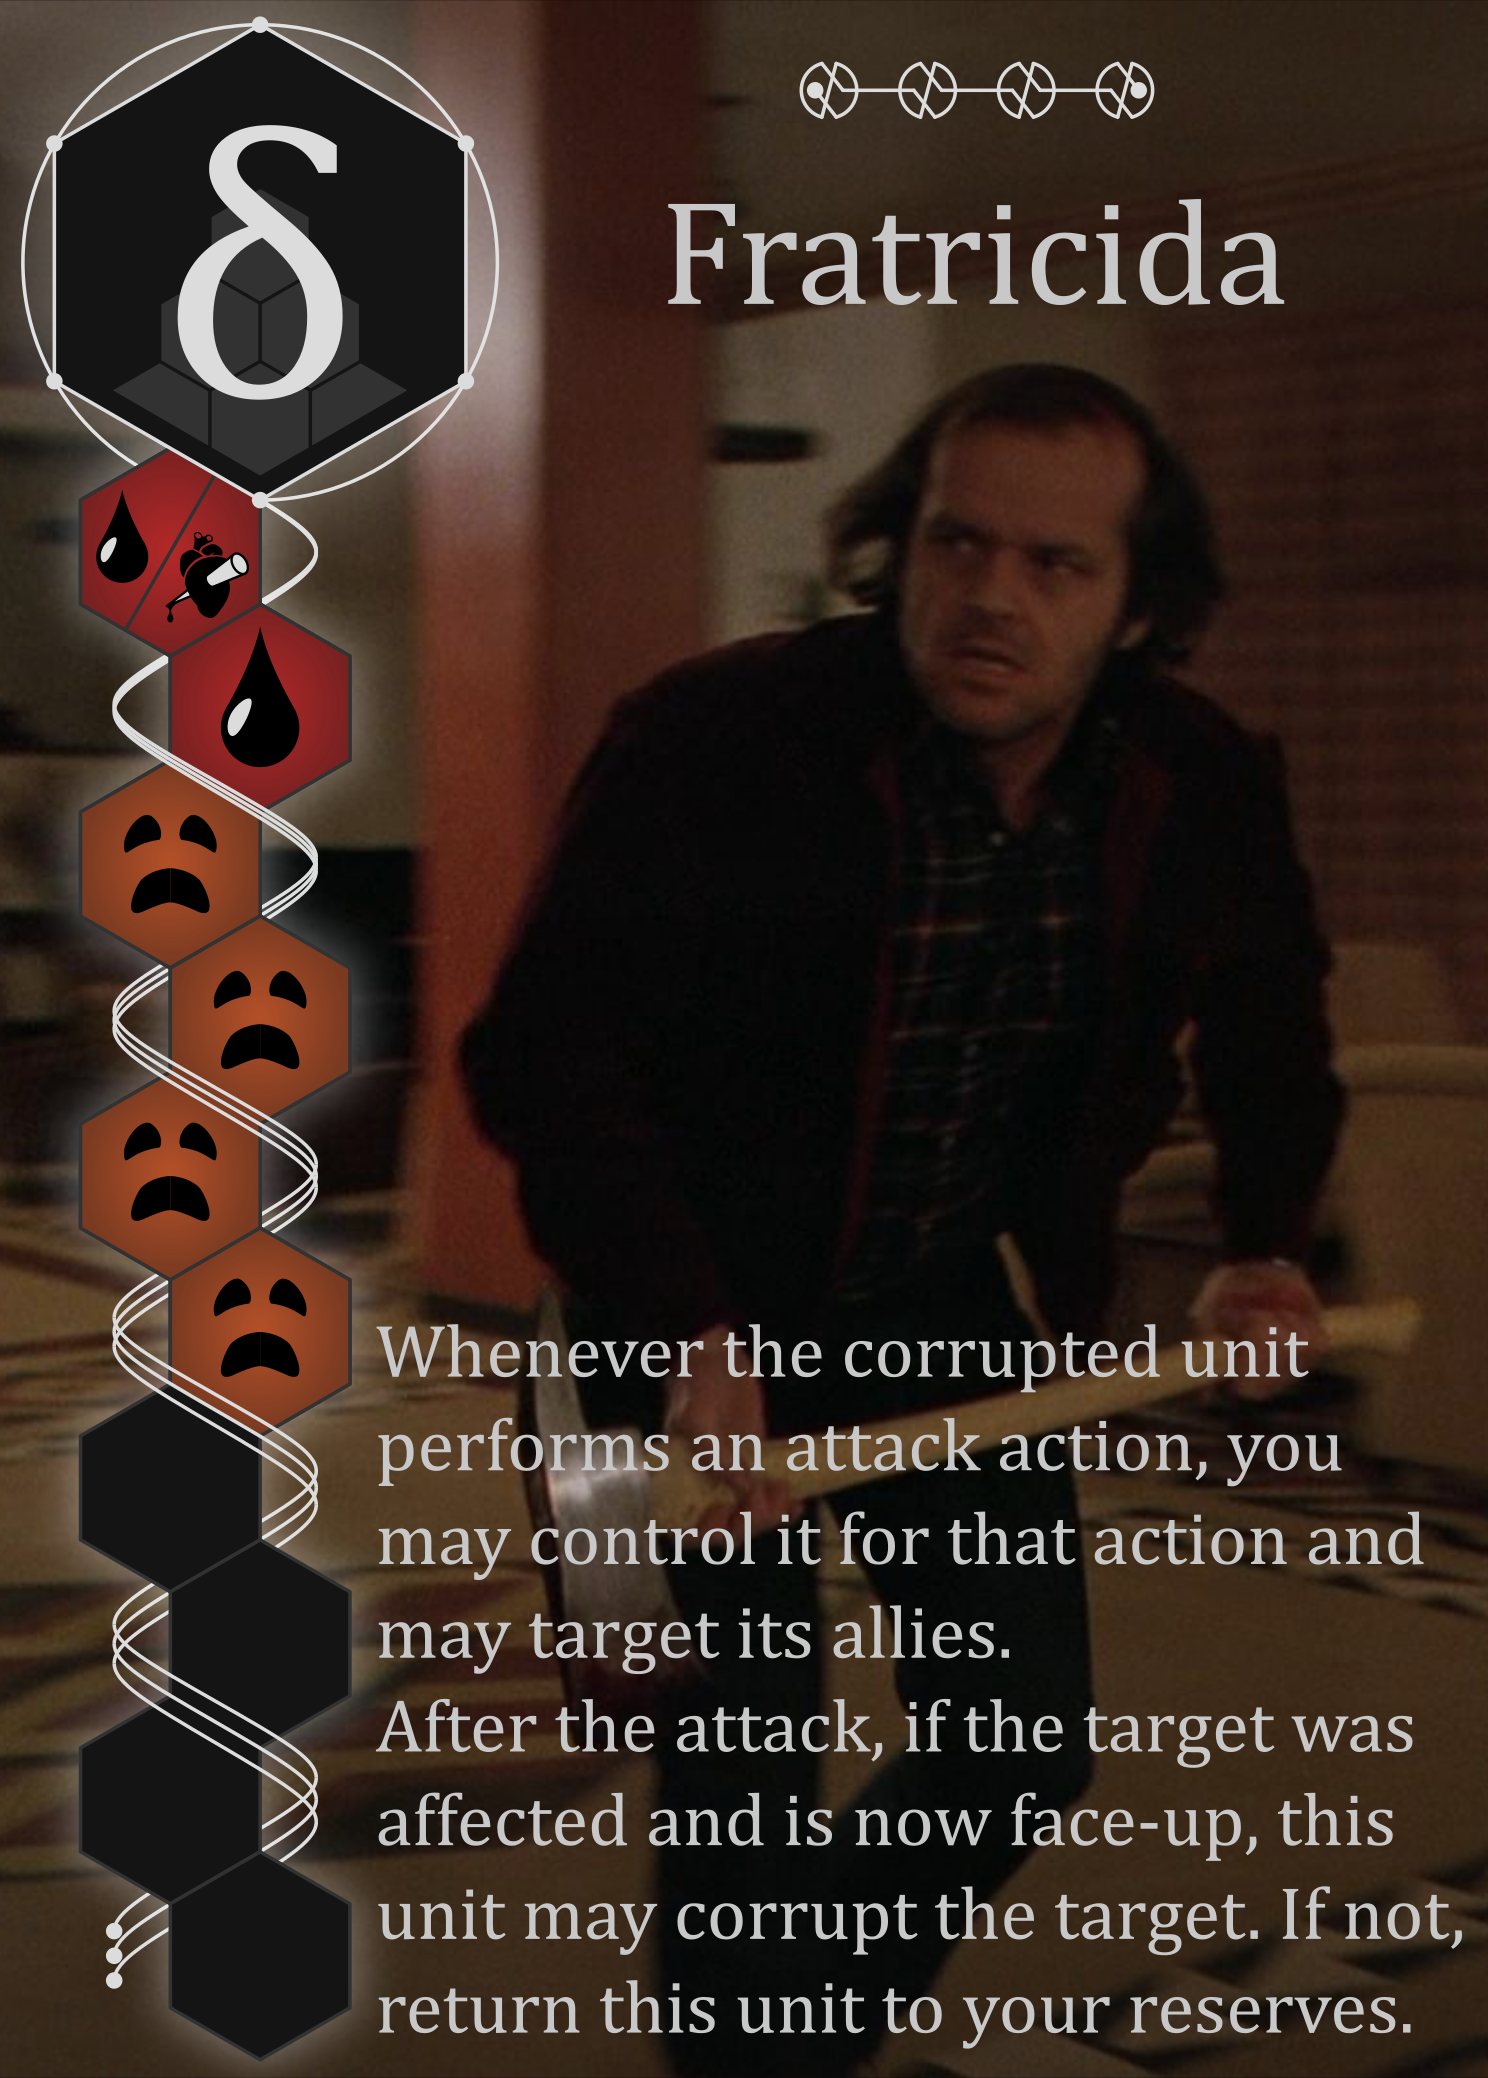 δ
Fratricida
Whenever the corrupted unit
performs an attack action, you
may control it for that action and
may target its allies.
After the attack, if the target was
affected and is now face-up, this
unit may corrupt the target. If not,
return this unit to your reserves.